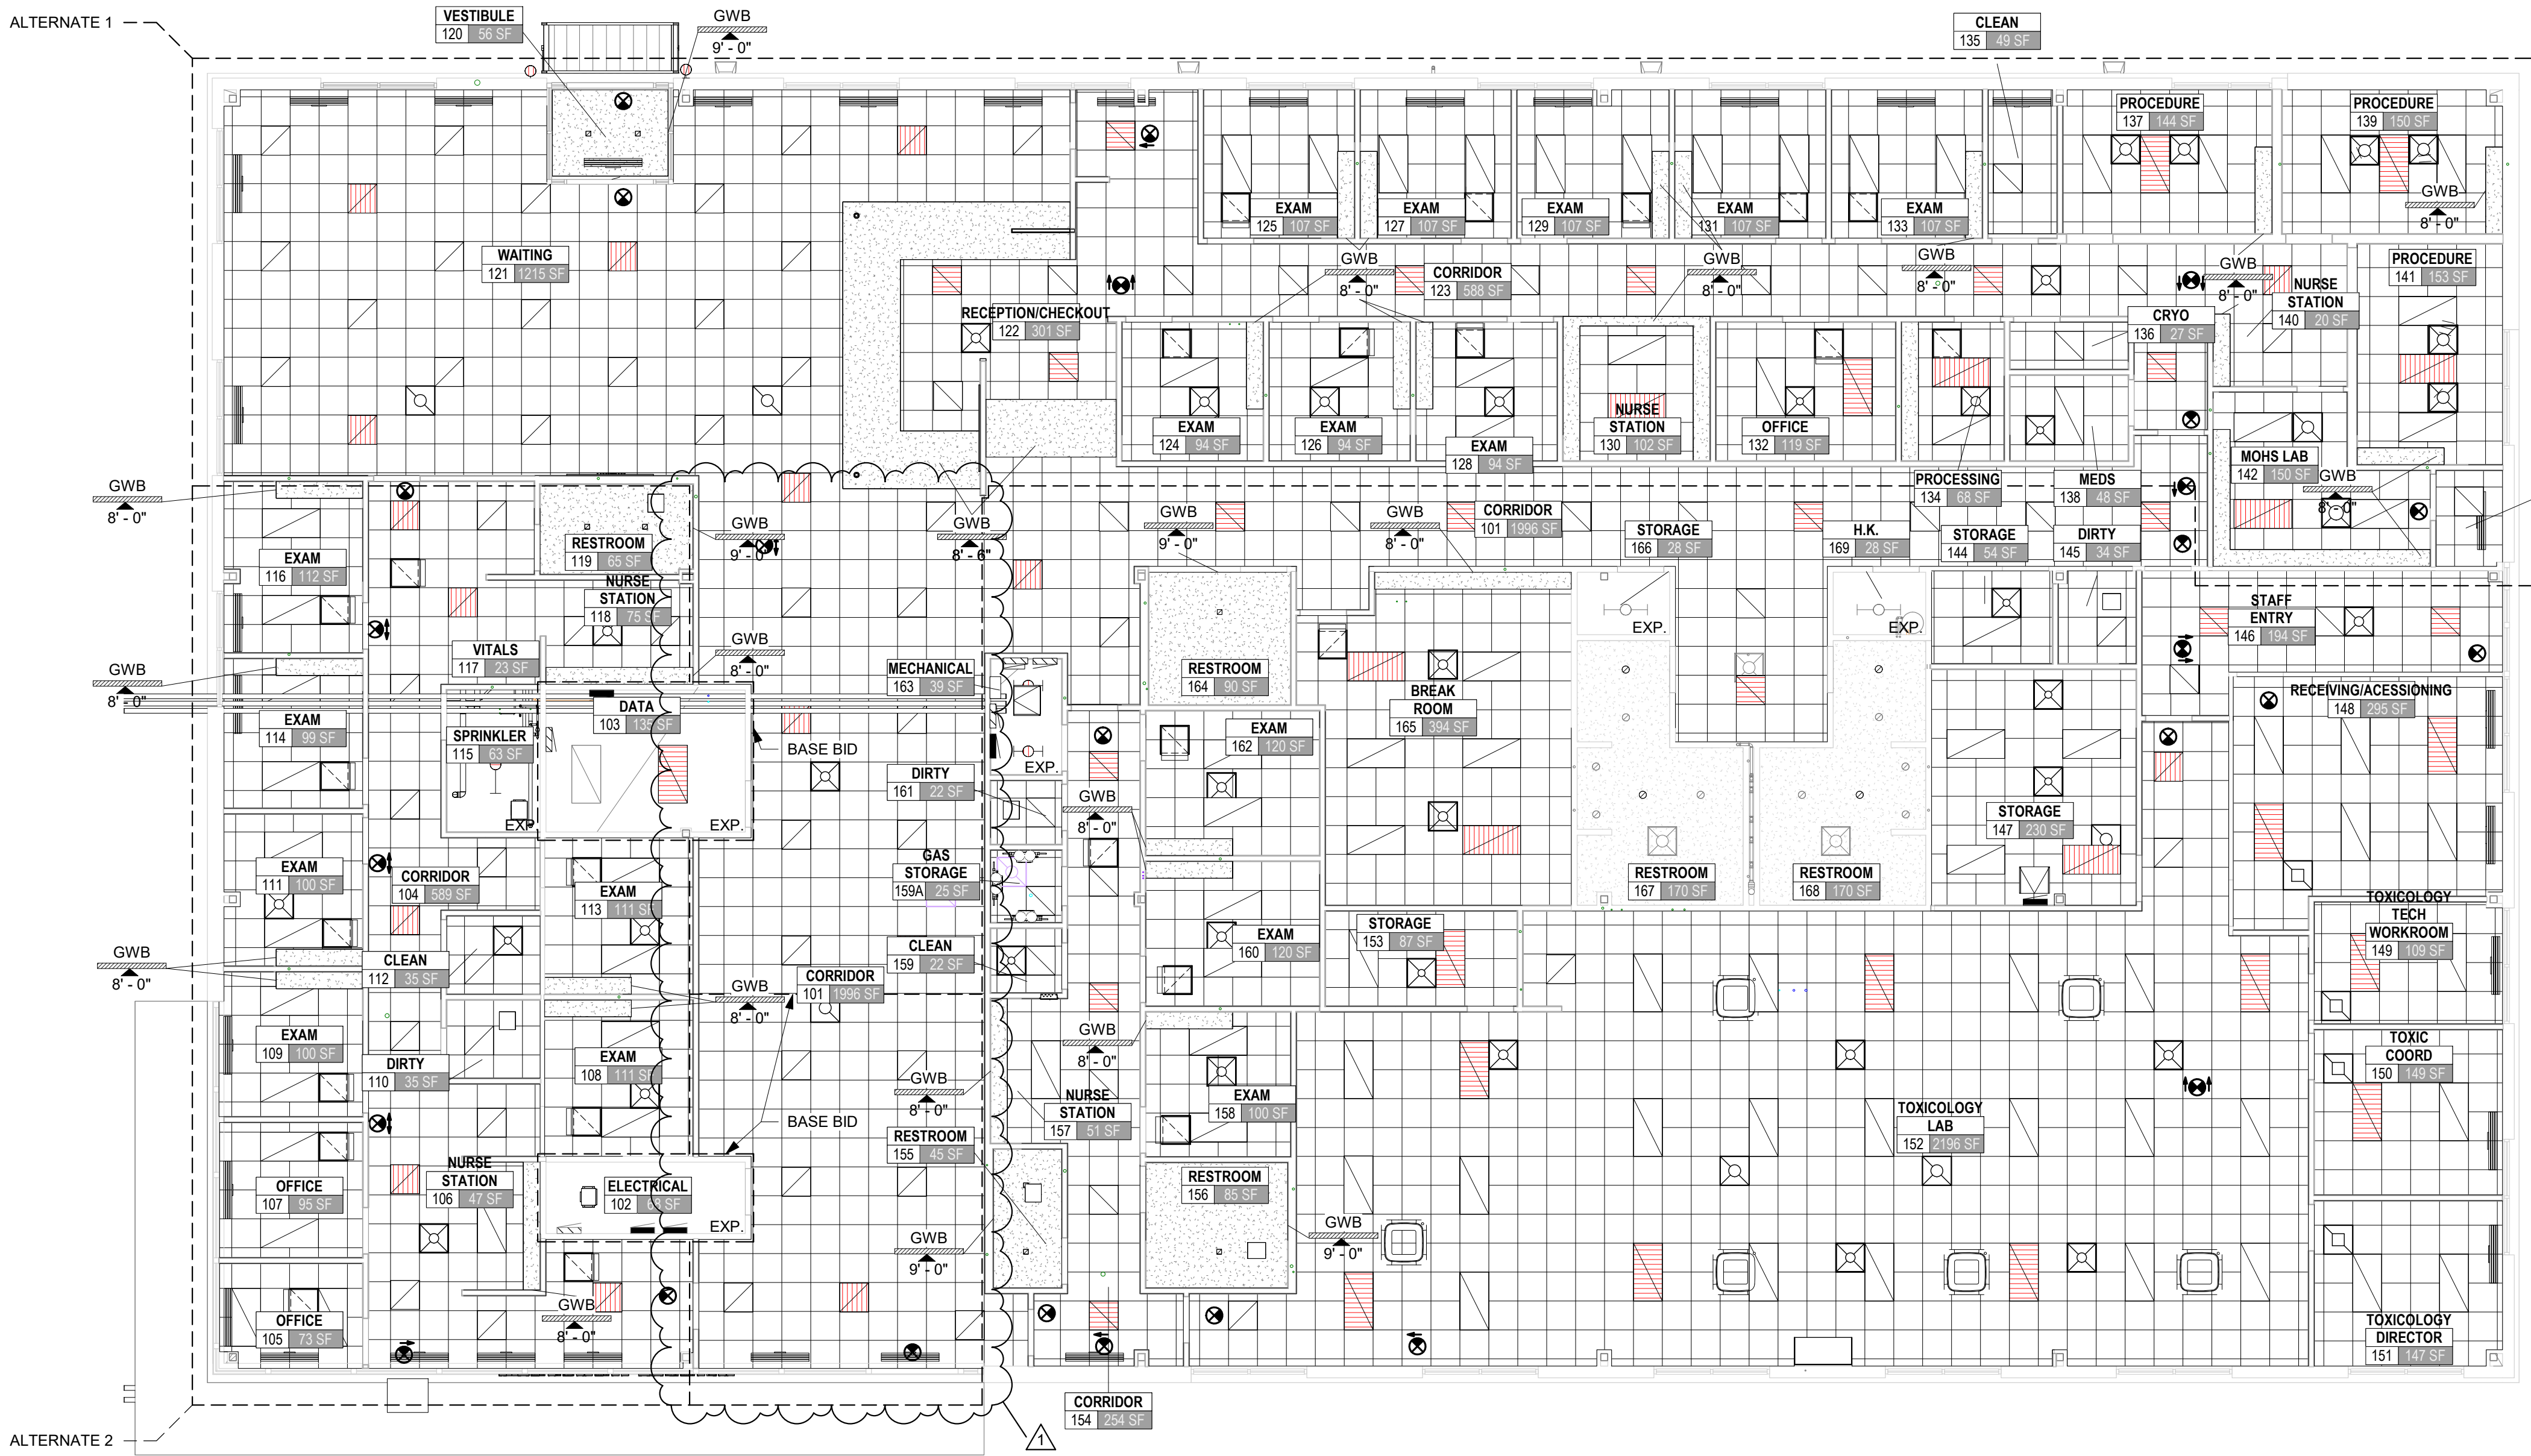 ALTERNATE 1
VESTIBULE
120 56 SF
GWB
9' - 0"
CLEAN
135 49 SF
PROCEDURE
137 144 SF
PROCEDURE
139 150 SF
GWB
8' - 0"
EXAM
125 107 SF
EXAM
127 107 SF
EXAM
129 107 SF
EXAM
131 107 SF
EXAM
133 107 SF
WAITING
121 1215 SF
GWB
8' - 0"
CORRIDOR
123 588 SF
GWB
8' - 0"
GWB
8' - 0"
GWB
8' - 0"
NURSE
STATION
140 20 SF
PROCEDURE
141 153 SF
RECEPTION/CHECKOUT
122 301 SF
CRYO
136 27 SF
EXAM
124 94 SF
EXAM
126 94 SF
EXAM
128 94 SF
NURSE
STATION
130 102 SF
OFFICE
132 119 SF
PROCESSING
134 68 SF
MEDS
138 48 SF
MOHS LAB
142 150 SF
GWB
8' - 0"
GWB
8' - 0"
GWB
9' - 0"
GWB
8' - 6"
GWB
9' - 0"
GWB
8' - 0"
CORRIDOR
101 1996 SF
STORAGE
166 28 SF
H.K.
169 28 SF
STORAGE
144 54 SF
DIRTY
145 34 SF
EXAM
116 112 SF
RESTROOM
119 65 SF
NURSE
STATION
118 75 SF
EXP.
EXP.
STAFF
ENTRY
146 194 SF
VITALS
117 23 SF
GWB
8' - 0"
GWB
8' - 0"
MECHANICAL
163 39 SF
RESTROOM
164 90 SF
BREAK
ROOM
165 394 SF
RECEIVING/ACESSIONING
148 295 SF
EXAM
114 99 SF
SPRINKLER
115 63 SF
DATA
103 135 SF
BASE BID
EXAM
162 120 SF
EXP.
DIRTY
161 22 SF
GWB
8' - 0"
EXP.
EXP.
STORAGE
147 230 SF
EXAM
111 100 SF
CORRIDOR
104 589 SF
EXAM
113 111 SF
GAS
STORAGE
159A 25 SF
RESTROOM
167 170 SF
RESTROOM
168 170 SF
TOXICOLOGY
TECH
WORKROOM
149 109 SF
GWB
8' - 0"
CLEAN
112 35 SF
CORRIDOR
101 1996 SF
CLEAN
159 22 SF
EXAM
160 120 SF
STORAGE
153 87 SF
GWB
8' - 0"
EXAM
109 100 SF
DIRTY
110 35 SF
EXAM
108 111 SF
GWB
8' - 0"
TOXIC
COORD
150 149 SF
GWB
8' - 0"
NURSE
STATION
157 51 SF
EXAM
158 100 SF
TOXICOLOGY
LAB
152 2196 SF
BASE BID
RESTROOM
155 45 SF
OFFICE
107 95 SF
NURSE
STATION
106 47 SF
ELECTRICAL
102 63 SF
EXP.
RESTROOM
156 85 SF
GWB
9' - 0"
GWB
9' - 0"
OFFICE
105 73 SF
GWB
8' - 0"
TOXICOLOGY
DIRECTOR
151 147 SF
CORRIDOR
154 254 SF
1
ALTERNATE 2